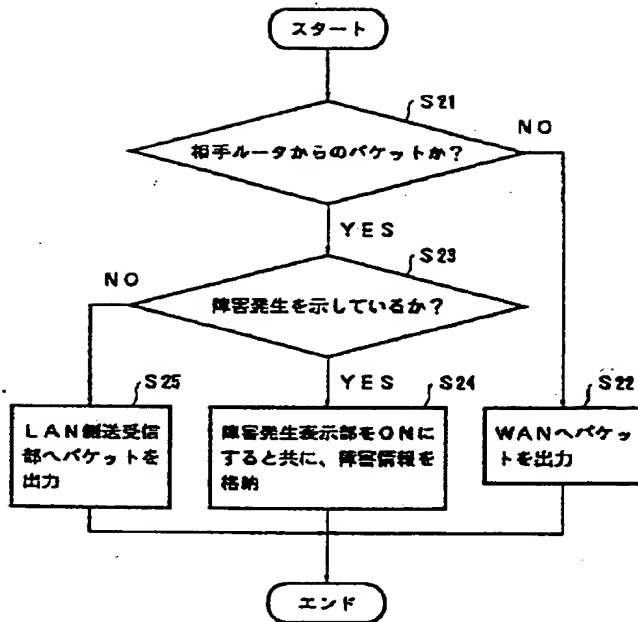 スタート
S21
相手ルータからのパケットか?
NO
YES
S23
NO
障害発生を示しているか?
YES
S25
S24
S22
LAN側送受信
部へパケットを
出力
障害発生表示部をONに
すると共に、障害情報を
格納
WANへパケッ
トを出力
エンド